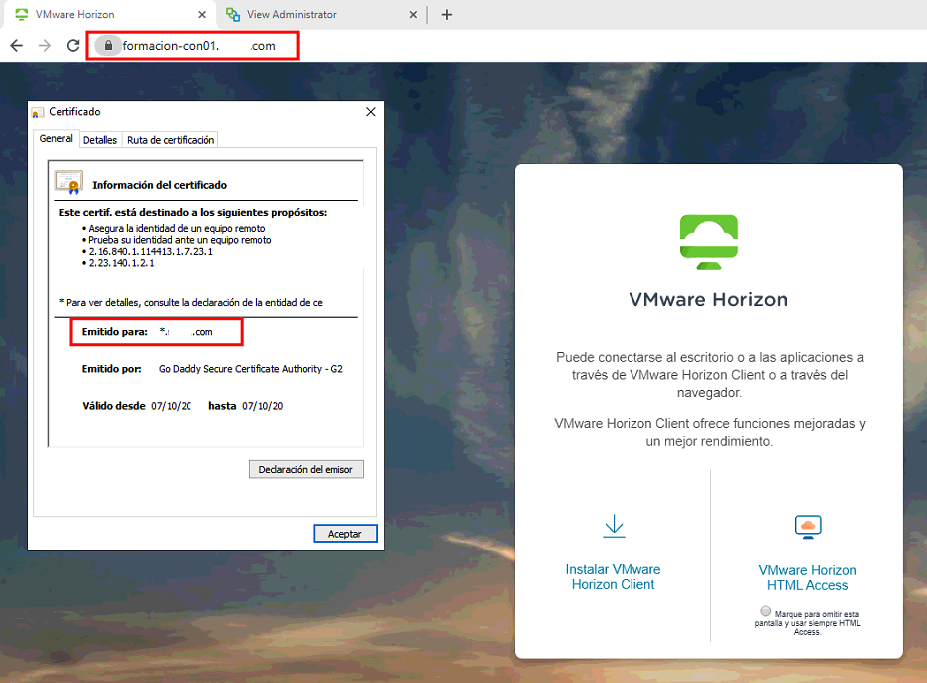 VMware Horizon
View Administrator
formacion-con01. .com
Certificado
General
Detalles
Ruta de certificación
Información del certificado
Este certif. está destinado a los siguientes propósitos:
• Asegura la identidad de un equipo remoto
• Prueba su identidad ante un equipo remoto
• 2.16.840.1.114413.1.7.23.1
• 2.23.140.1.2.1
* Para ver detalles, consulte la declaración de la entidad de ce
Emitido para: *. .com
Emitido por: Go Daddy Secure Certificate Authority - G2
Válido desde 07/10/20 hasta 07/10/20
Declaración del emisor
Aceptar
VMware Horizon
Puede conectarse al escritorio o a las aplicaciones a
través de VMware Horizon Client o a través del
navegador.
VMware Horizon Client ofrece funciones mejoradas y
un mejor rendimiento.
Instalar VMware
Horizon Client
VMware Horizon
HTML Access
Marque para omitir esta
pantalla y usar siempre HTML
Access.